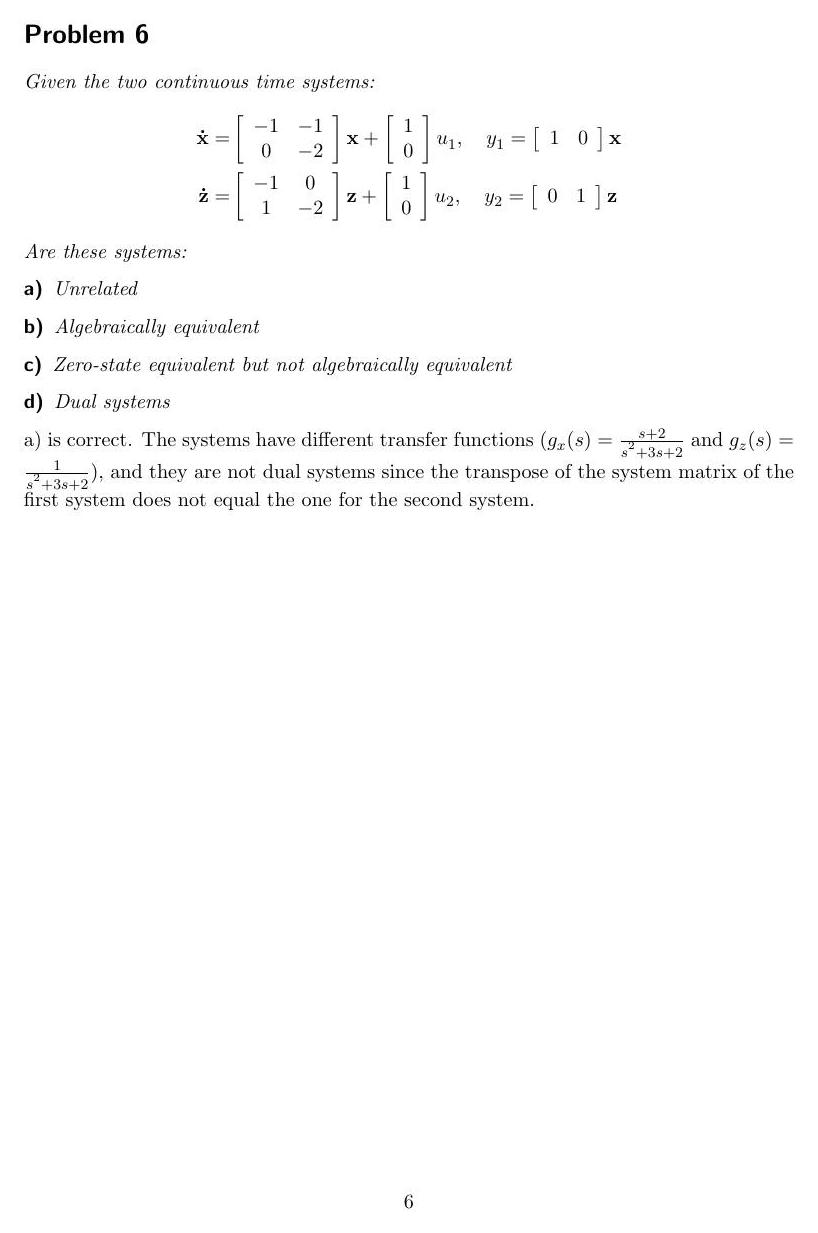 Problem 6
Given the two continuous time systems:
ẋ = [ −1 −1 ; 0 −2 ] x + [ 1 ; 0 ] u₁, y₁ = [ 1 0 ] x
ż = [ −1 0 ; 1 −2 ] z + [ 1 ; 0 ] u₂, y₂ = [ 0 1 ] z
Are these systems:
a) Unrelated
b) Algebraically equivalent
c) Zero-state equivalent but not algebraically equivalent
d) Dual systems
a) is correct. The systems have different transfer functions (gₓ(s) = (s+2)/(s²+3s+2) and g_z(s) =
1/(s²+3s+2)), and they are not dual systems since the transpose of the system matrix of the
first system does not equal the one for the second system.
6